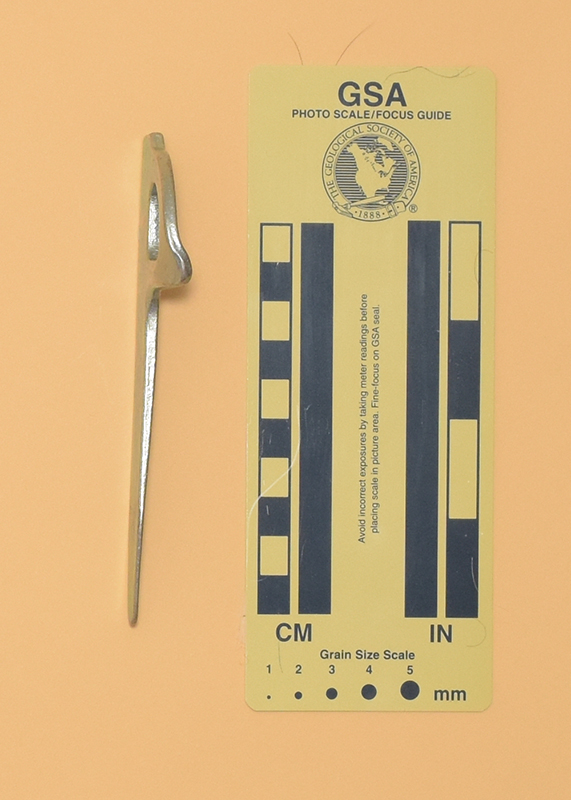 GSA
PHOTO SCALE/FOCUS GUIDE
THE GEOLOGICAL SOCIETY OF AMERICA
·1888·
®
Avoid incorrect exposures by taking meter readings before
placing scale in picture area. Fine-focus on GSA seal.
CM IN
Grain Size Scale
1 2 3 4 5
mm